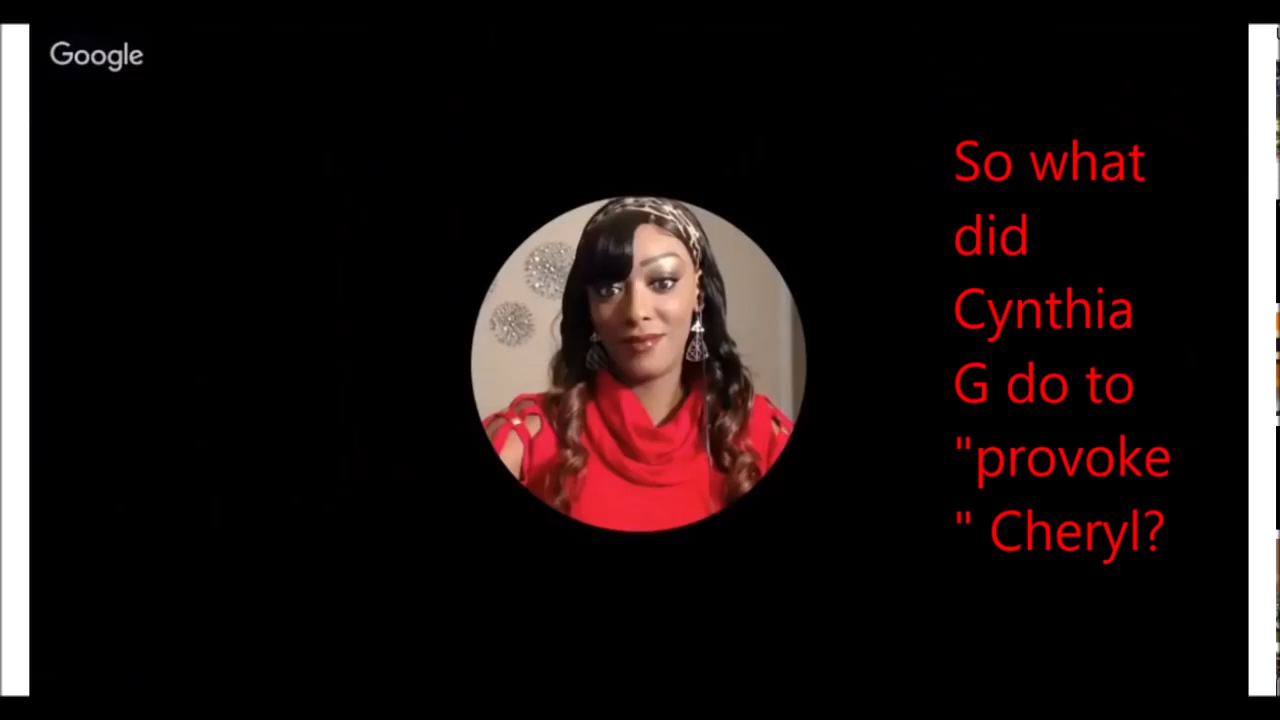 Google
So what
did
Cynthia
G do to
"provoke
" Cheryl?